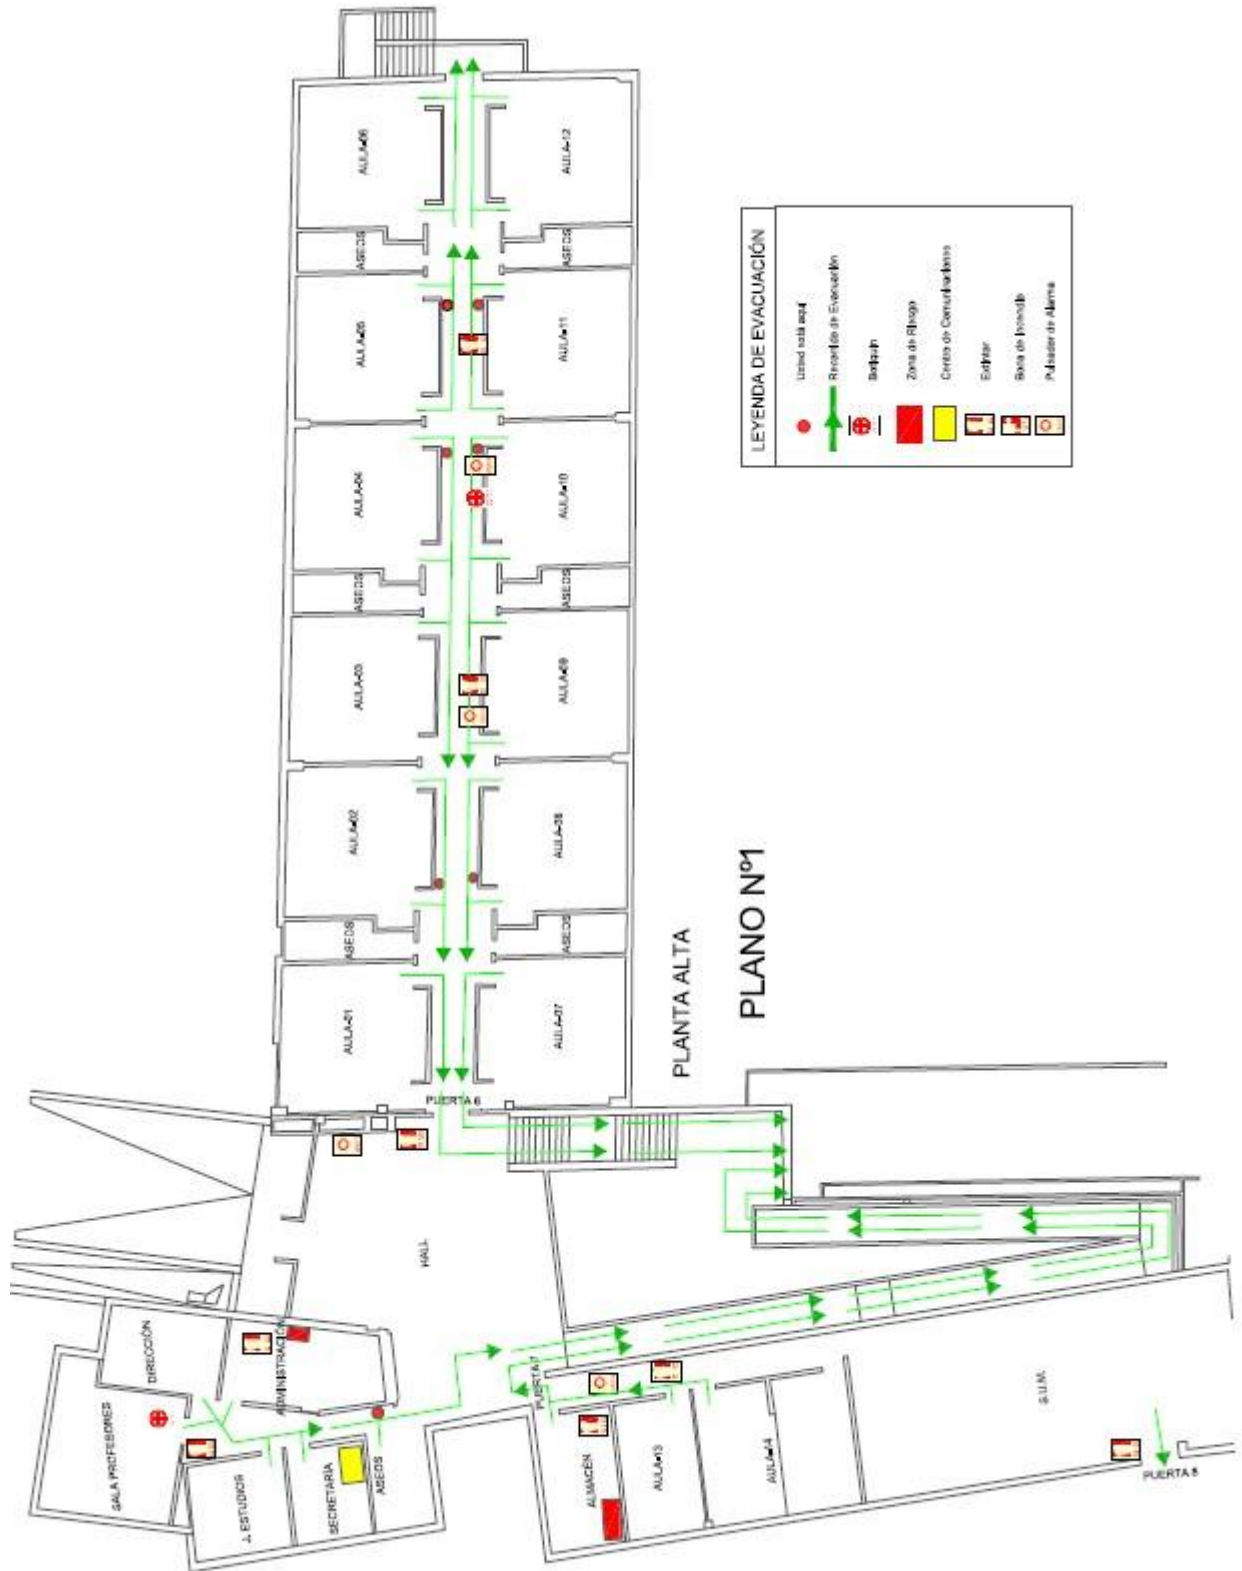 AULA-06
AULA-12
ASEOS
ASEOS
AULA-05
AULA-11
AULA-04
AULA-10
ASEOS
ASEOS
AULA-03
AULA-09
AULA-02
AULA-08
ASEOS
ASEOS
AULA-01
AULA-07
PUERTA 6
PLANTA ALTA
PLANO Nº1
LEYENDA DE EVACUACIÓN
Usted está aquí
Recorrido de Evacuación
Botiquín
Zona de Riesgo
Centro de Comunicaciones
Extintor
Boca de Incendio
Pulsador de Alarma
HALL
DIRECCIÓN
ADMINISTRACIÓN
SALA PROFESORES
J. ESTUDIOS
SECRETARÍA
ASEOS
PUERTA 7
ALMACÉN
AULA-13
AULA-14
S.U.M.
PUERTA 8